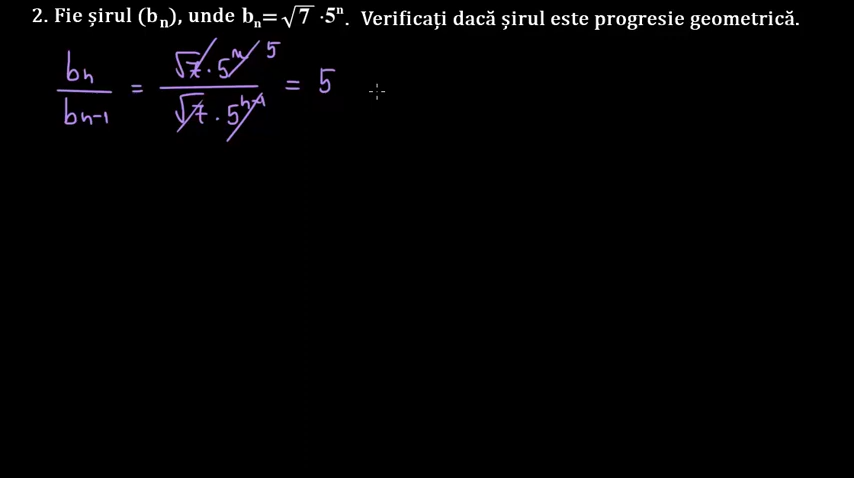 2. Fie șirul (bₙ), unde bₙ= √7 ·5ⁿ. Verificați dacă șirul este progresie geometrică.
bₙ / bₙ₋₁ = √7 · 5ⁿ 5 / √7 · 5ⁿ⁻¹ = 5